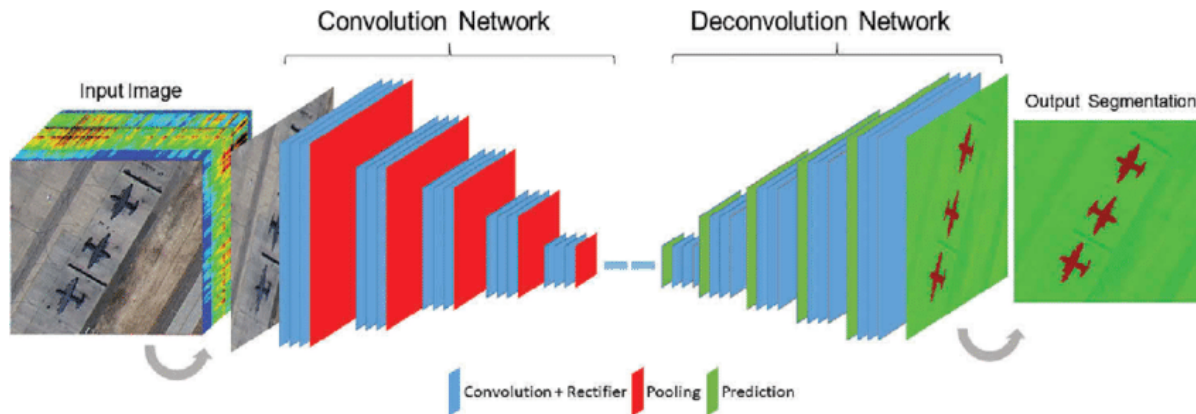 Convolution Network
Deconvolution Network
Input Image
Output Segmentation
Convolution + Rectifier
Pooling
Prediction